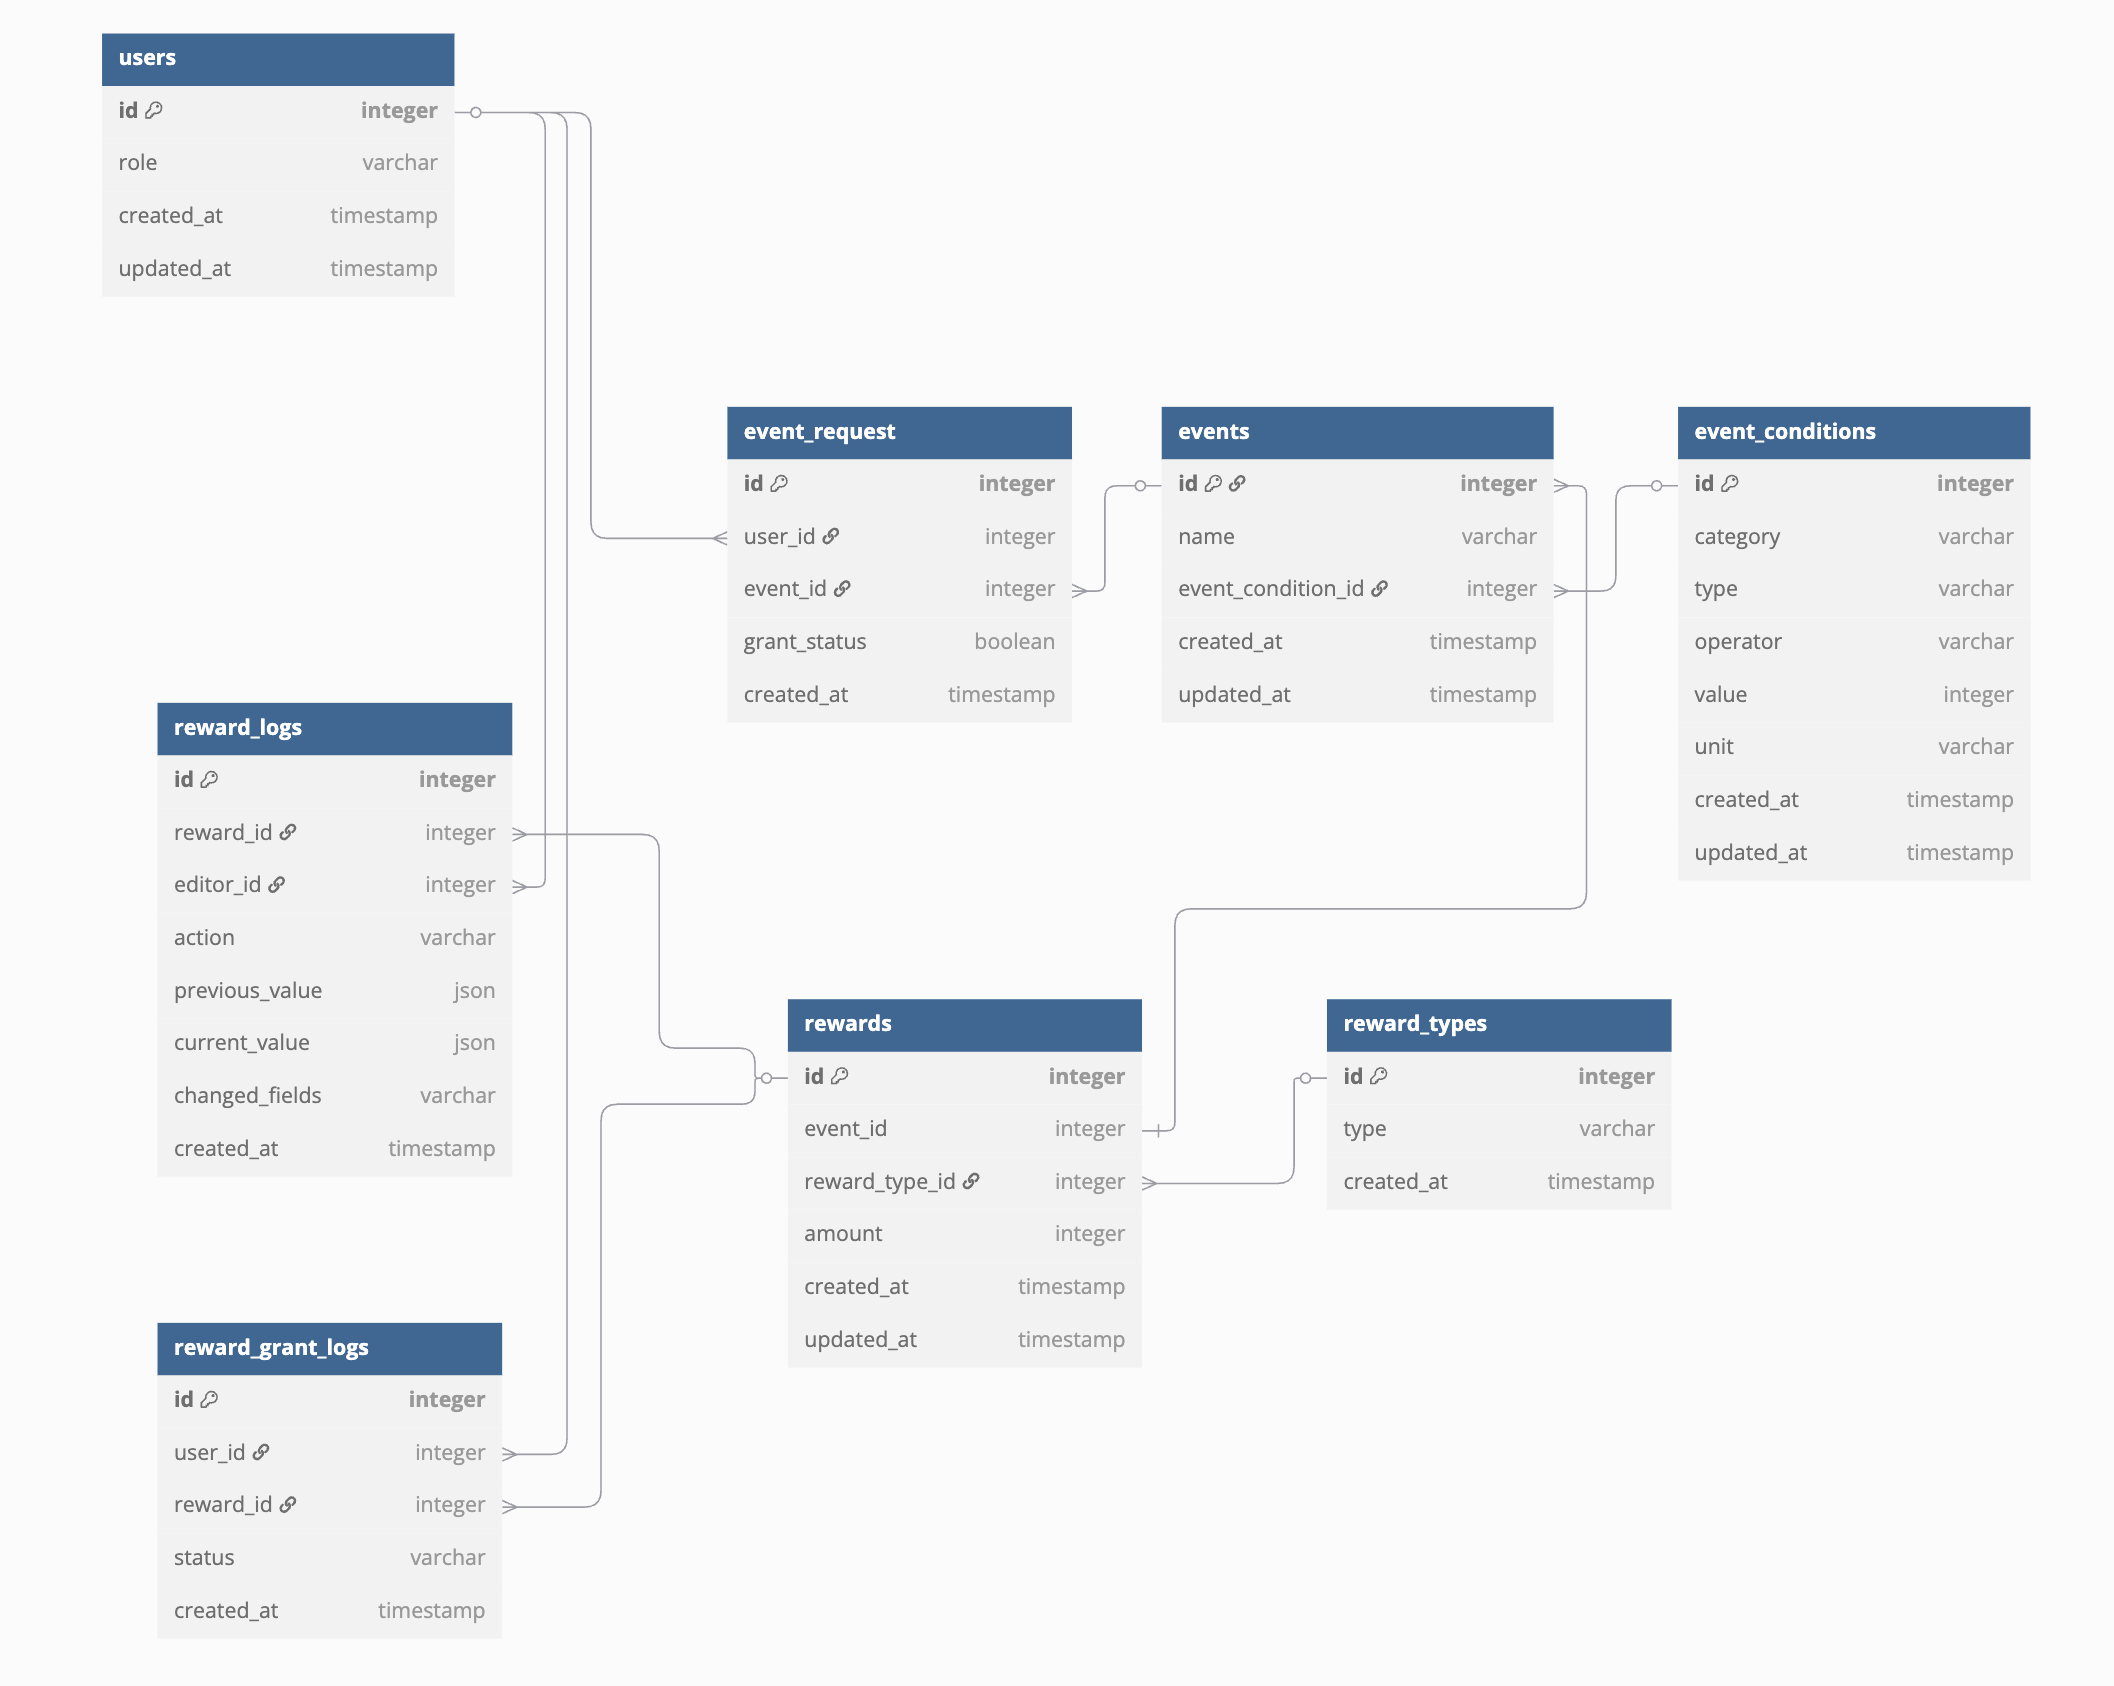 users
id integer
role varchar
created_at timestamp
updated_at timestamp
event_request
id integer
user_id integer
event_id integer
grant_status boolean
created_at timestamp
events
id integer
name varchar
event_condition_id integer
created_at timestamp
updated_at timestamp
event_conditions
id integer
category varchar
type varchar
operator varchar
value integer
unit varchar
created_at timestamp
updated_at timestamp
reward_logs
id integer
reward_id integer
editor_id integer
action varchar
previous_value json
current_value json
changed_fields varchar
created_at timestamp
rewards
id integer
event_id integer
reward_type_id integer
amount integer
created_at timestamp
updated_at timestamp
reward_types
id integer
type varchar
created_at timestamp
reward_grant_logs
id integer
user_id integer
reward_id integer
status varchar
created_at timestamp